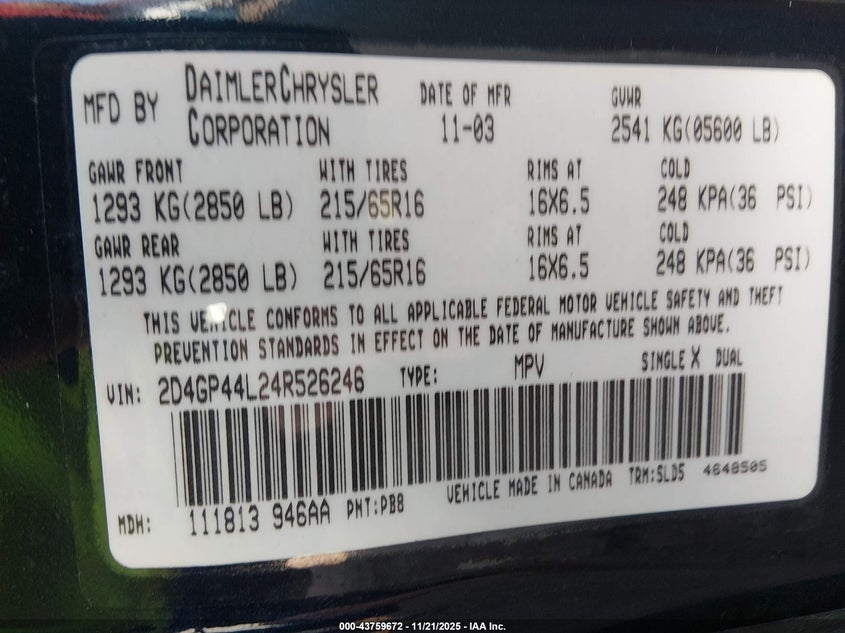 MFD BY DAIMLERCHRYSLER CORPORATION DATE OF MFR 11-03 GVWR 2541 KG(05600 LB)
GAWR FRONT WITH TIRES RIMS AT COLD
1293 KG(2850 LB) 215/65R16 16X6.5 248 KPA(36 PSI)
GAWR REAR WITH TIRES RIMS AT COLD
1293 KG(2850 LB) 215/65R16 16X6.5 248 KPA(36 PSI)
THIS VEHICLE CONFORMS TO ALL APPLICABLE FEDERAL MOTOR VEHICLE SAFETY AND THEFT
PREVENTION STANDARDS IN EFFECT ON THE DATE OF MANUFACTURE SHOWN ABOVE.
VIN: 2D4GP44L24R526246 TYPE: MPV SINGLE X DUAL
MDH: 111813 946AA PNT:PB8 VEHICLE MADE IN CANADA TRM:SLD5 4648505
000-43759672 - 11/21/2025 - IAA Inc.